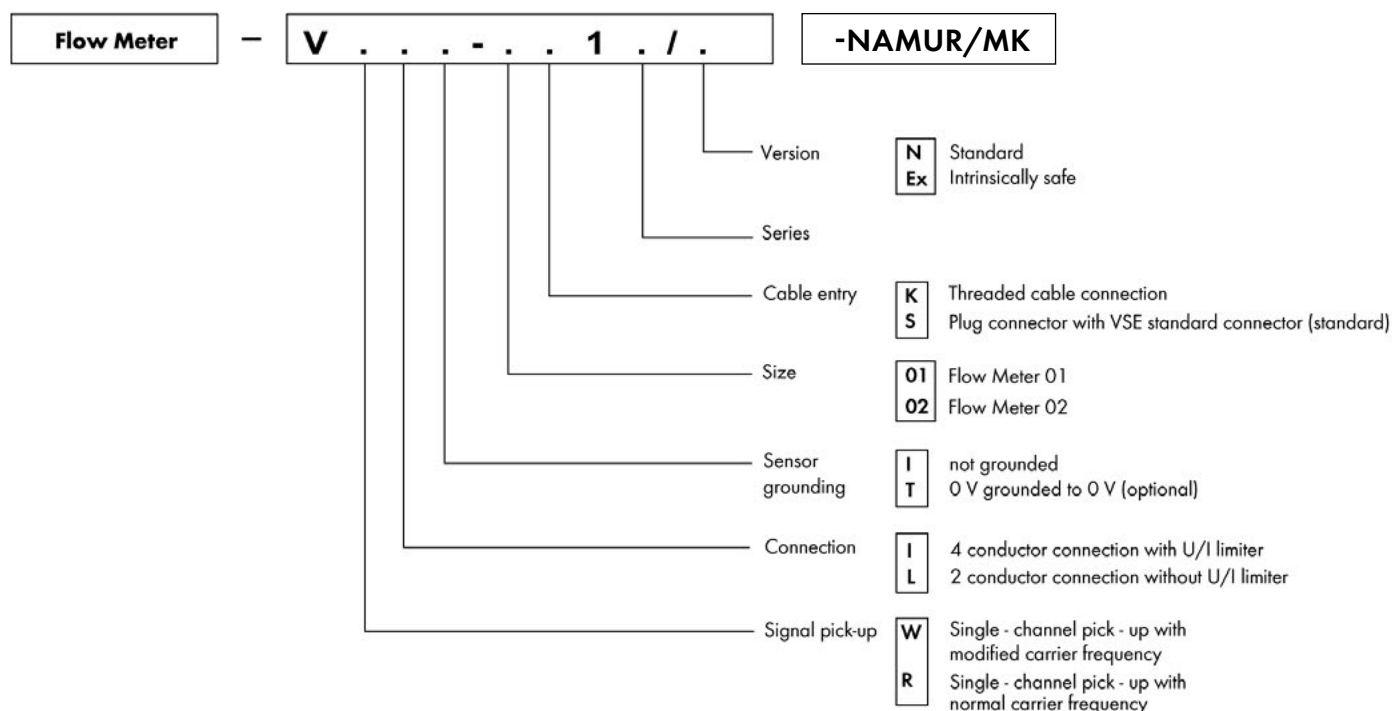 Flow Meter – V . . . - . . 1 . / . -NAMUR/MK
Version N Standard
Ex Intrinsically safe
Series
Cable entry K Threaded cable connection
S Plug connector with VSE standard connector (standard)
Size 01 Flow Meter 01
02 Flow Meter 02
Sensor I not grounded
grounding T 0 V grounded to 0 V (optional)
Connection I 4 conductor connection with U/I limiter
L 2 conductor connection without U/I limiter
Signal pick-up W Single - channel pick - up with
modified carrier frequency
R Single - channel pick - up with
normal carrier frequency